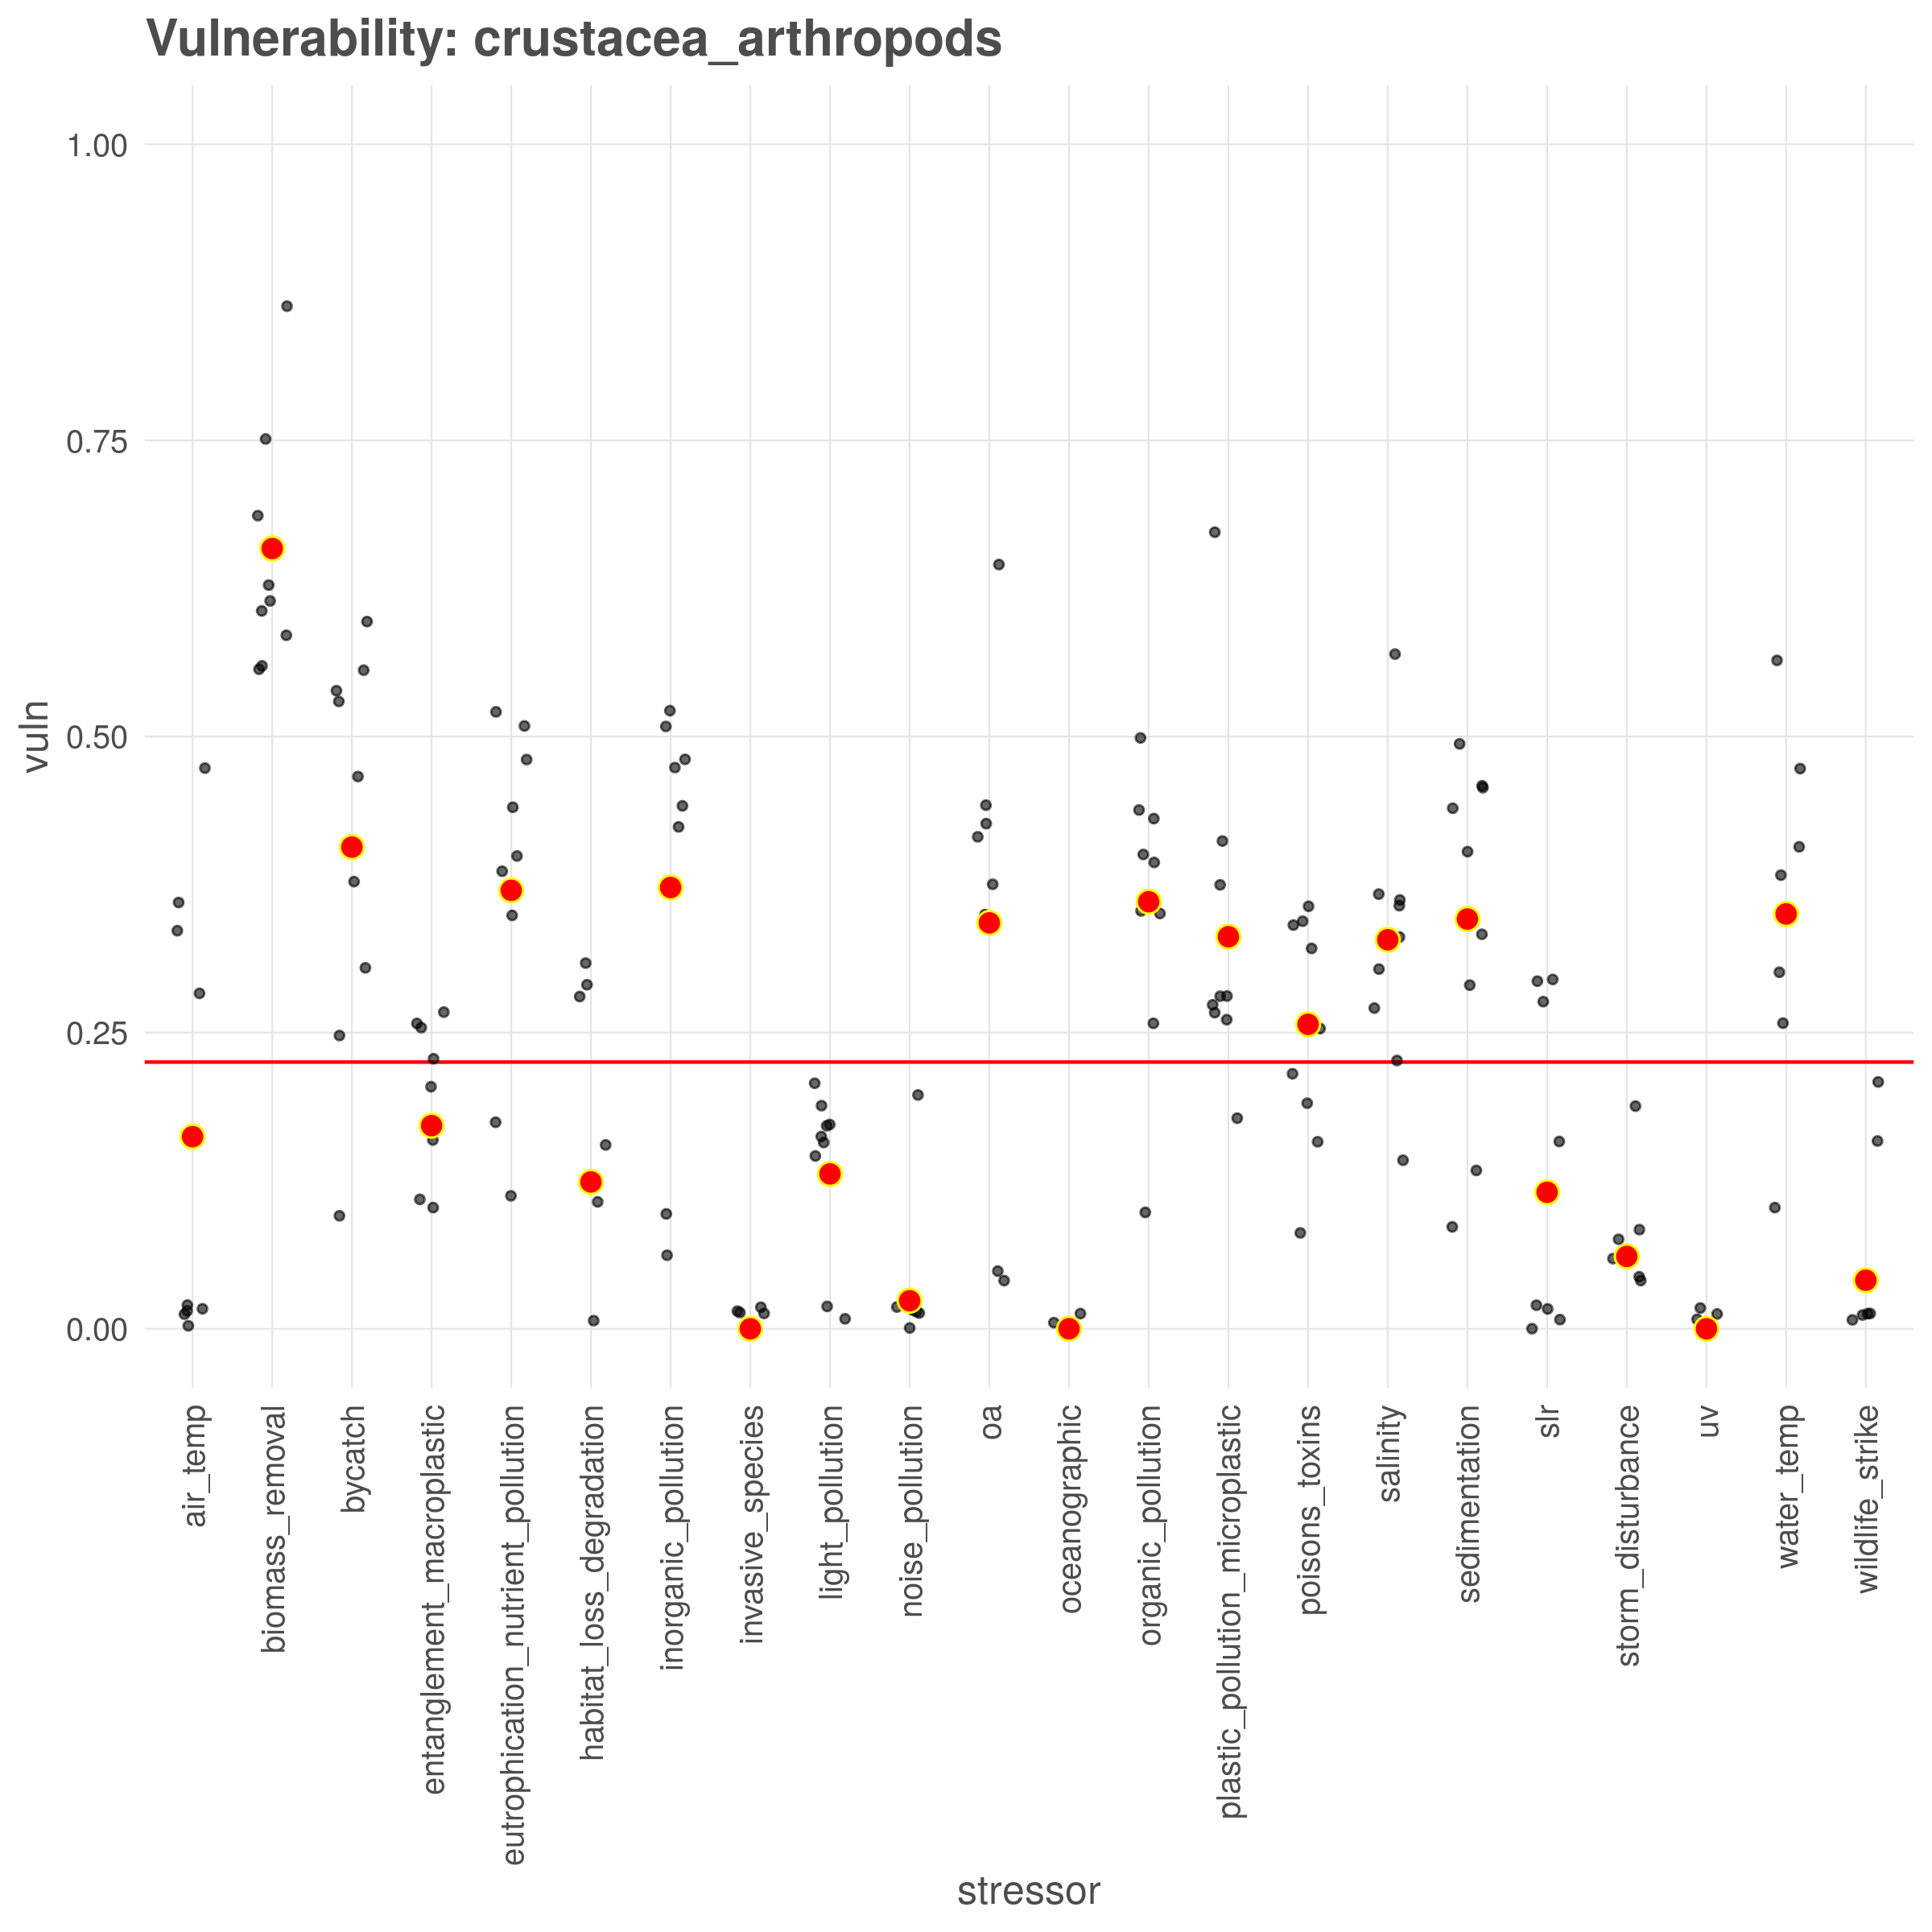 Vulnerability: crustacea_arthropods
1.00
0.75
0.50
0.25
0.00
vuln
air_temp
biomass_removal
bycatch
entanglement_macroplastic
eutrophication_nutrient_pollution
habitat_loss_degradation
inorganic_pollution
invasive_species
light_pollution
noise_pollution
oa
oceanographic
organic_pollution
plastic_pollution_microplastic
poisons_toxins
salinity
sedimentation
slr
storm_disturbance
uv
water_temp
wildlife_strike
stressor